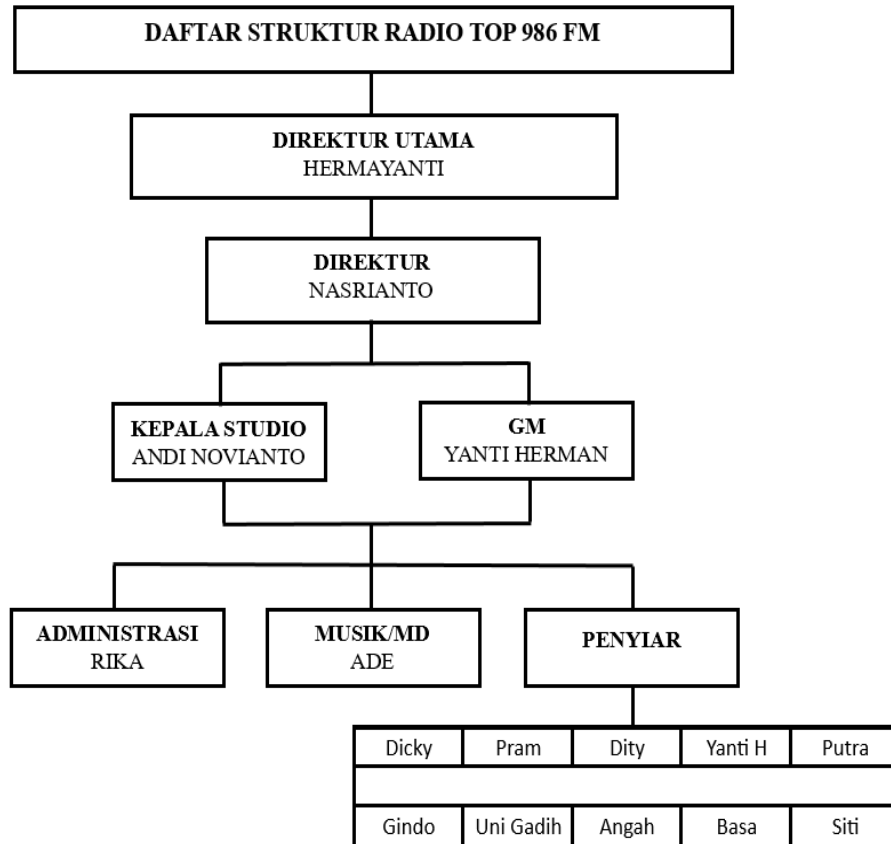 DAFTAR STRUKTUR RADIO TOP 986 FM
DIREKTUR UTAMA
HERMAYANTI
DIREKTUR
NASRIANTO
KEPALA STUDIO
ANDI NOVIANTO
GM
YANTI HERMAN
ADMINISTRASI
RIKA
MUSIK/MD
ADE
PENYIAR
Dicky Pram Dity Yanti H Putra
Gindo Uni Gadih Angah Basa Siti